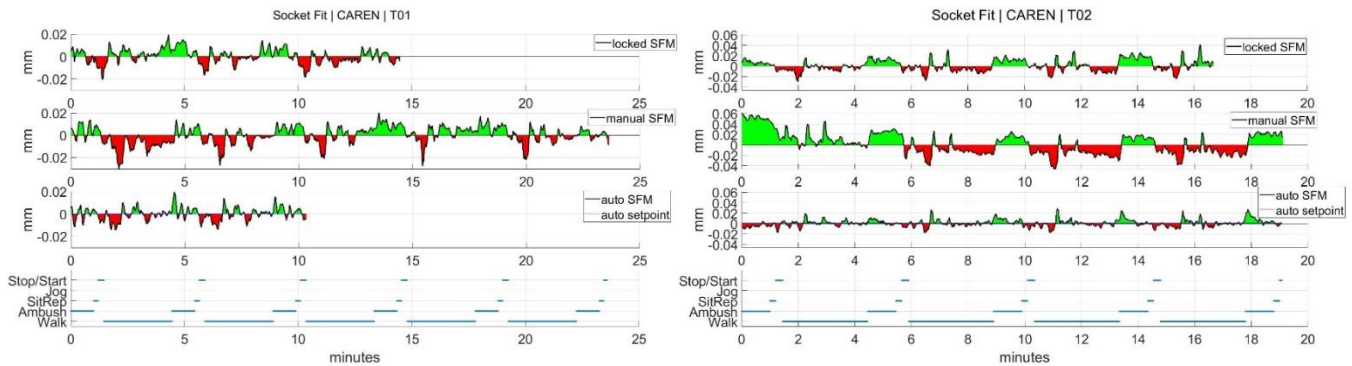 Socket Fit | CAREN | T01
0.02
0
-0.02
mm
locked SFM
0 5 10 15 20 25
0.02
0
-0.02
mm
manual SFM
0 5 10 15 20 25
0.02
0
-0.02
mm
auto SFM
auto setpoint
0 5 10 15 20 25
Stop/Start
Jog
SitRep
Ambush
Walk
0 5 10 15 20 25
minutes
Socket Fit | CAREN | T02
0.06
0.04
0.02
0
-0.02
-0.04
mm
locked SFM
0 2 4 6 8 10 12 14 16 18 20
0.06
0.04
0.02
0
-0.02
-0.04
mm
manual SFM
0 2 4 6 8 10 12 14 16 18 20
0.06
0.04
0.02
0
-0.02
-0.04
mm
auto SFM
auto setpoint
0 2 4 6 8 10 12 14 16 18 20
Stop/Start
Jog
SitRep
Ambush
Walk
0 2 4 6 8 10 12 14 16 18 20
minutes